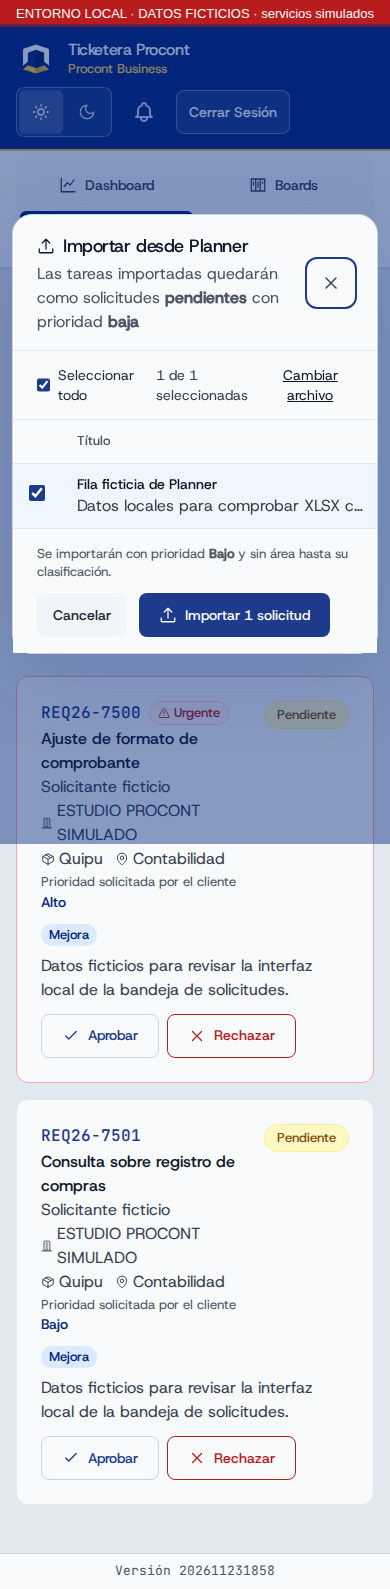 ENTORNO LOCAL · DATOS FICTICIOS · servicios simulados
Ticketera Procont
Procont Business
Cerrar Sesión
Dashboard
Boards
Importar desde Planner
Las tareas importadas quedarán
como solicitudes pendientes con
prioridad baja
Seleccionar
todo
1 de 1
seleccionadas
Cambiar
archivo
Título
Fila ficticia de Planner
Datos locales para comprobar XLSX c...
Se importarán con prioridad Bajo y sin área hasta su
clasificación.
Cancelar
Importar 1 solicitud
REQ26-7500
Urgente
Pendiente
Ajuste de formato de
comprobante
Solicitante ficticio
ESTUDIO PROCONT
SIMULADO
Quipu
Contabilidad
Prioridad solicitada por el cliente
Alto
Mejora
Datos ficticios para revisar la interfaz
local de la bandeja de solicitudes.
Aprobar
Rechazar
REQ26-7501
Pendiente
Consulta sobre registro de
compras
Solicitante ficticio
ESTUDIO PROCONT
SIMULADO
Quipu
Contabilidad
Prioridad solicitada por el cliente
Bajo
Mejora
Datos ficticios para revisar la interfaz
local de la bandeja de solicitudes.
Aprobar
Rechazar
Versión 202611231858